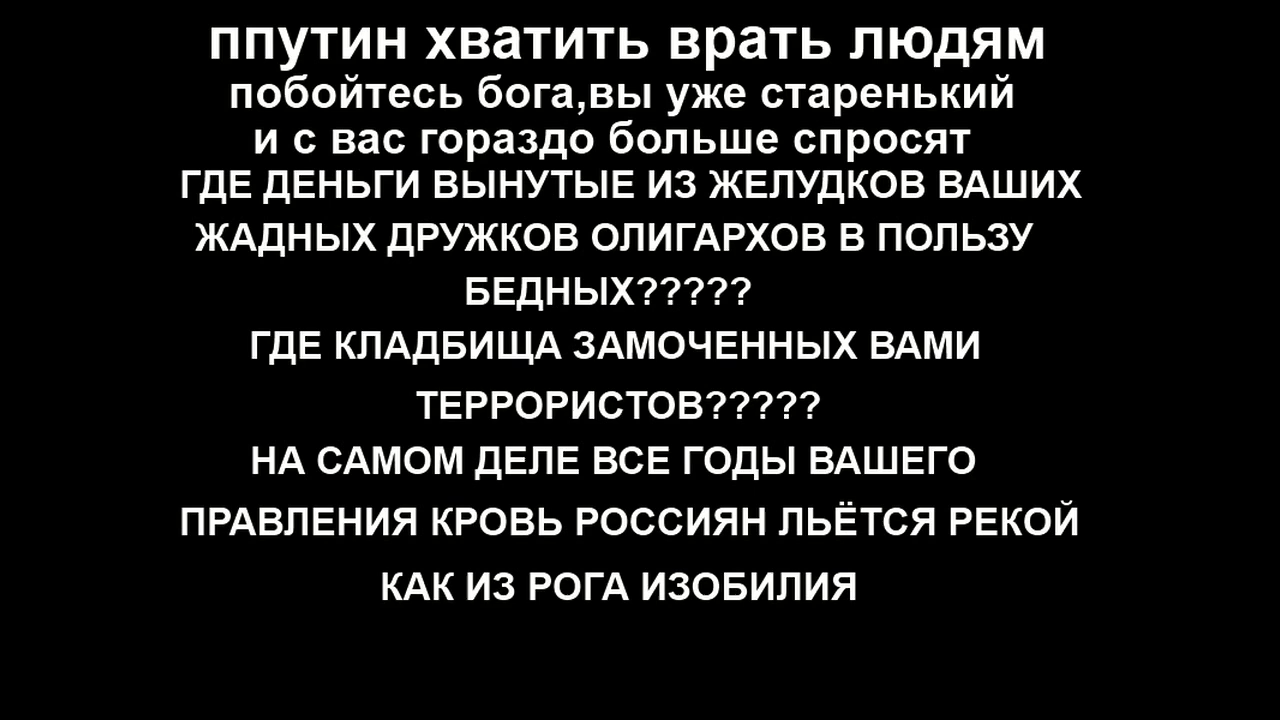 ппутин хватить врать людям
побойтесь бога,вы уже старенький
и с вас гораздо больше спросят
ГДЕ ДЕНЬГИ ВЫНУТЫЕ ИЗ ЖЕЛУДКОВ ВАШИХ
ЖАДНЫХ ДРУЖКОВ ОЛИГАРХОВ В ПОЛЬЗУ
БЕДНЫХ?????
ГДЕ КЛАДБИЩА ЗАМОЧЕННЫХ ВАМИ
ТЕРРОРИСТОВ?????
НА САМОМ ДЕЛЕ ВСЕ ГОДЫ ВАШЕГО
ПРАВЛЕНИЯ КРОВЬ РОССИЯН ЛЬЁТСЯ РЕКОЙ
КАК ИЗ РОГА ИЗОБИЛИЯ